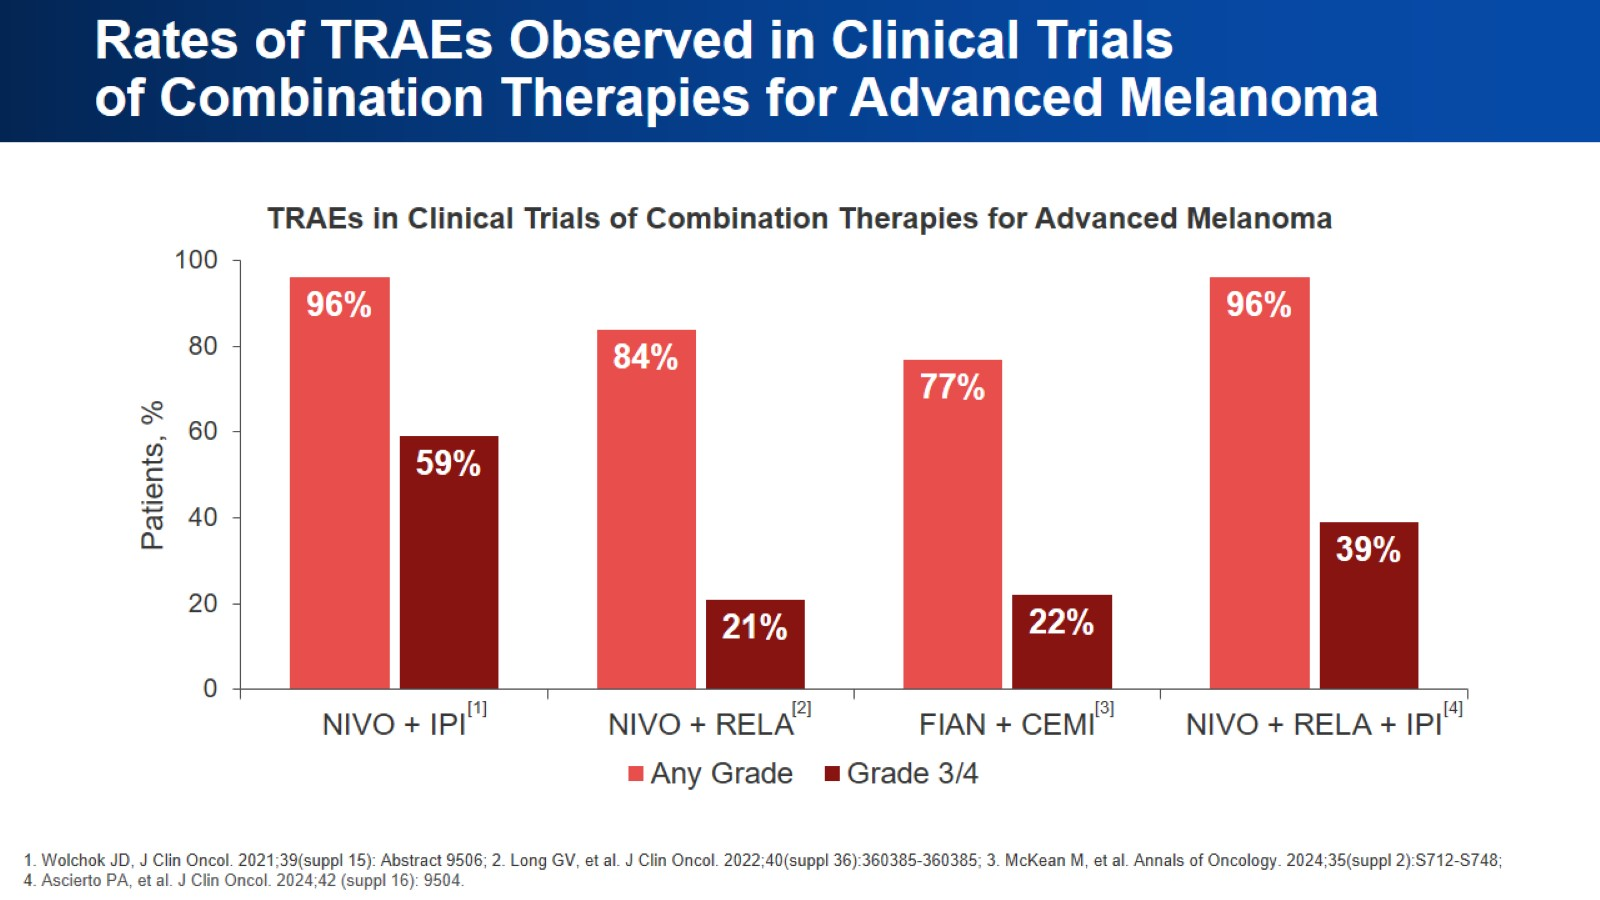 Rates of TRAEs Observed in Clinical Trials
of Combination Therapies for Advanced Melanoma
TRAEs in Clinical Trials of Combination Therapies for Advanced Melanoma
Patients, %
100
80
60
40
20
0
96%
59%
84%
21%
77%
22%
96%
39%
NIVO + IPI[1]
NIVO + RELA[2]
FIAN + CEMI[3]
NIVO + RELA + IPI[4]
Any Grade
Grade 3/4
1. Wolchok JD, J Clin Oncol. 2021;39(suppl 15): Abstract 9506; 2. Long GV, et al. J Clin Oncol. 2022;40(suppl 36):360385-360385; 3. McKean M, et al. Annals of Oncology. 2024;35(suppl 2):S712-S748;
4. Ascierto PA, et al. J Clin Oncol. 2024;42 (suppl 16): 9504.